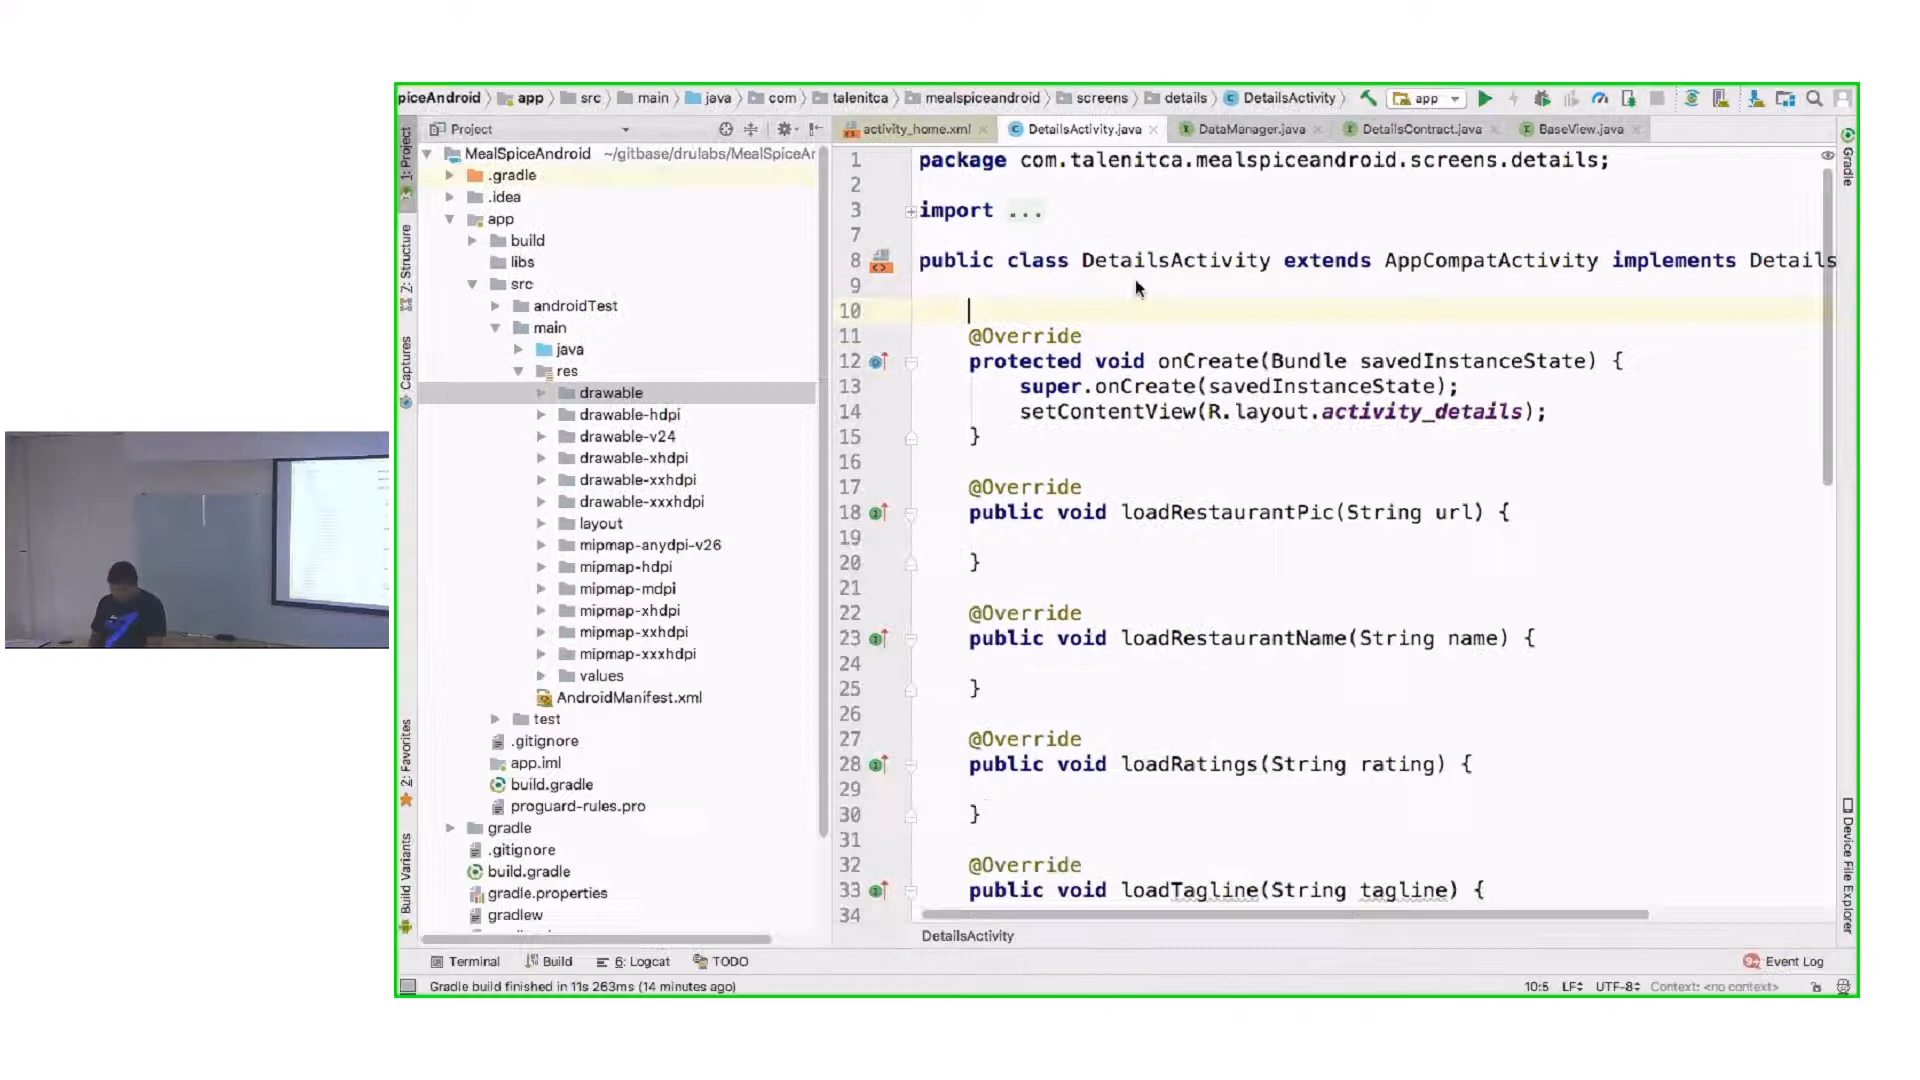 piceAndroid app src main java com talenitca mealspiceandroid screens details DetailsActivity app
1: Project
7: Structure
Captures
2: Favorites
Build Variants
Project
MealSpiceAndroid ~/gitbase/drulabs/MealSpiceAr
.gradle
.idea
app
build
libs
src
androidTest
main
java
res
drawable
drawable-hdpi
drawable-v24
drawable-xhdpi
drawable-xxhdpi
drawable-xxxhdpi
layout
mipmap-anydpi-v26
mipmap-hdpi
mipmap-mdpi
mipmap-xhdpi
mipmap-xxhdpi
mipmap-xxxhdpi
values
AndroidManifest.xml
test
.gitignore
app.iml
build.gradle
proguard-rules.pro
gradle
.gitignore
build.gradle
gradle.properties
gradlew
activity_home.xml DetailsActivity.java DataManager.java DetailsContract.java BaseView.java
1 package com.talenitca.mealspiceandroid.screens.details;
2
3 import ...
7
8 public class DetailsActivity extends AppCompatActivity implements Details
9
10
11 @Override
12 protected void onCreate(Bundle savedInstanceState) {
13 super.onCreate(savedInstanceState);
14 setContentView(R.layout.activity_details);
15 }
16
17 @Override
18 public void loadRestaurantPic(String url) {
19
20 }
21
22 @Override
23 public void loadRestaurantName(String name) {
24
25 }
26
27 @Override
28 public void loadRatings(String rating) {
29
30 }
31
32 @Override
33 public void loadTagline(String tagline) {
34
DetailsActivity
Gradle
Device File Explorer
Terminal Build 6: Logcat TODO Event Log
Gradle build finished in 11s 263ms (14 minutes ago) 10:5 LF UTF-8 Context: <no context>